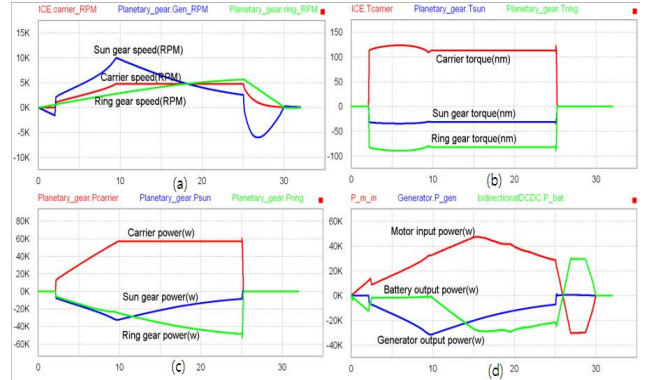 ICE.carrier_RPM Planetary_gear.Gen_RPM Planetary_gear.ring_RPM
15K
10K
5K
0K
-5K
-10K
Sun gear speed(RPM)
Carrier speed(RPM)
Ring gear speed(RPM)
0 10 20 30
(a)
ICE.Tcarrier Planetary_gear.Tsun Planetary_gear.Tring
150
100
50
0
-50
-100
Carrier torque(nm)
Sun gear torque(nm)
Ring gear torque(nm)
0 10 20 30
(b)
Planetary_gear.Pcarrier Planetary_gear.Psun Planetary_gear.Pring
80K
60K
40K
20K
0K
-20K
-40K
-60K
Carrier power(w)
Sun gear power(w)
Ring gear power(w)
0 10 20 30
(c)
P_m_in Generator.P_gen bidirectionalDCDC.P_bat
60K
40K
20K
0K
-20K
-40K
Motor input power(w)
Battery output power(w)
Generator output power(w)
0 10 20 30
(d)